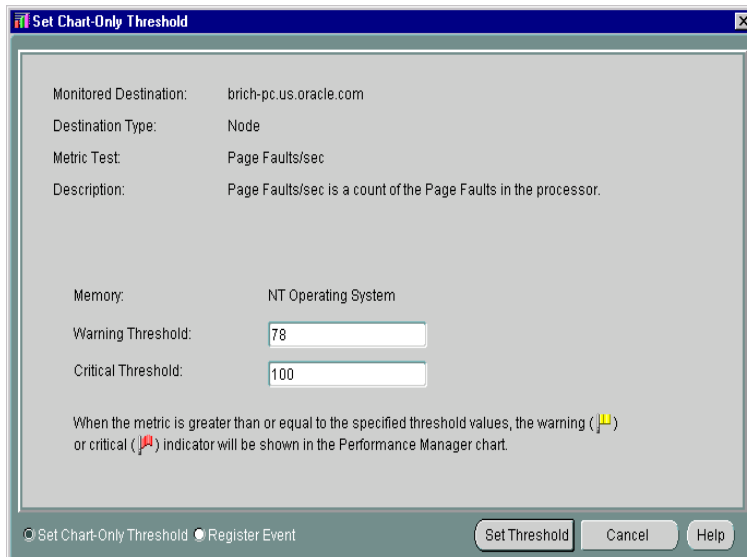 Set Chart-Only Threshold
Monitored Destination: brich-pc.us.oracle.com
Destination Type: Node
Metric Test: Page Faults/sec
Description: Page Faults/sec is a count of the Page Faults in the processor.
Memory: NT Operating System
Warning Threshold: 78
Critical Threshold: 100
When the metric is greater than or equal to the specified threshold values, the warning ( )
or critical ( ) indicator will be shown in the Performance Manager chart.
Set Chart-Only Threshold Register Event Set Threshold Cancel Help